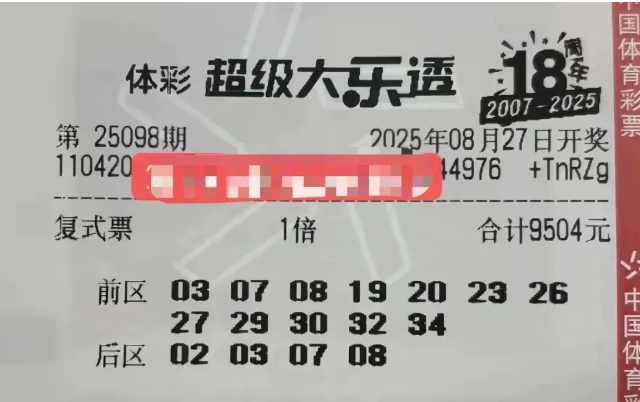 体彩 超级大乐透 18周年 2007-2025
第 25098期 2025年08月27日开奖
110420 44976 +TnRZg
复式票 1倍 合计9504元
前区 03 07 08 19 20 23 26
27 29 30 32 34
后区 02 03 07 08
中国体育彩票
中国体育彩